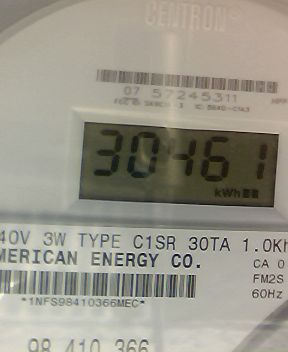 CENTRON®
07 57245311
30461
kWh
40V 3W TYPE C1SR 30TA 1.0Kh
MERICAN ENERGY CO.
CA 0
FM2S
60Hz
*1NFS98410366MEC*
98 410 366